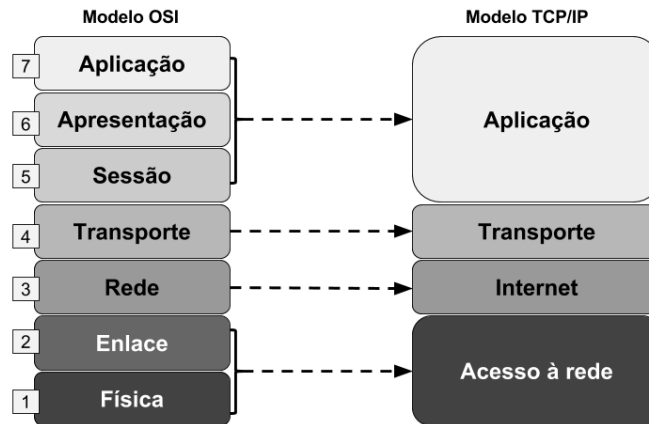 Modelo OSI
Modelo TCP/IP
7
Aplicação
6
Apresentação
5
Sessão
Aplicação
4
Transporte
Transporte
3
Rede
Internet
2
Enlace
1
Física
Acesso à rede